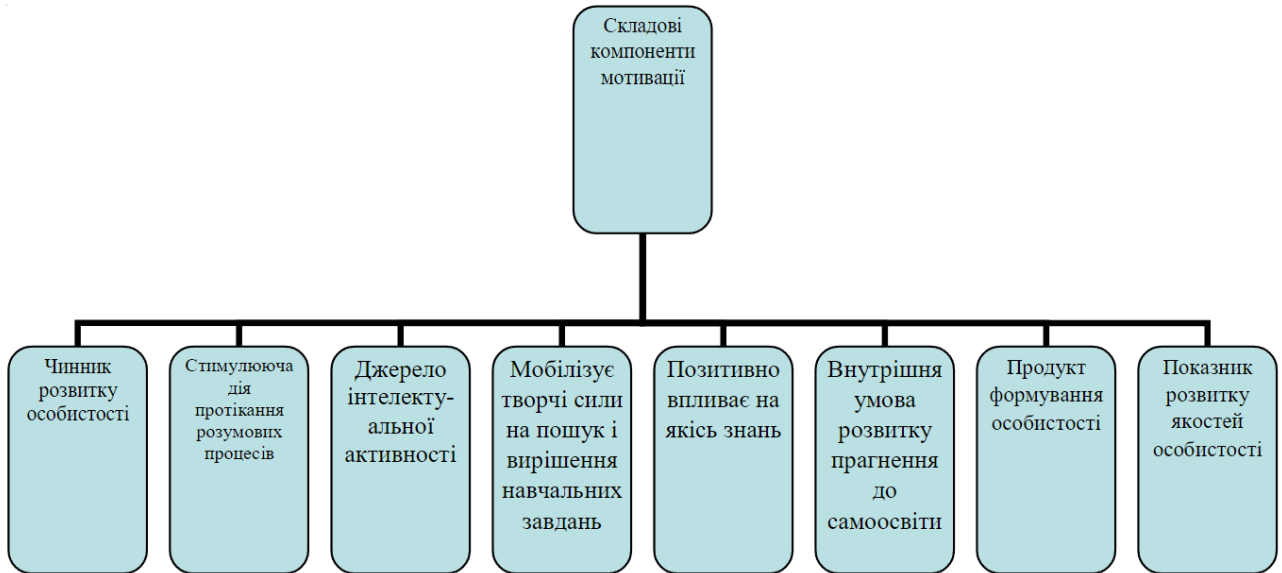 Складові
компоненти
мотивації
Чинник
розвитку
особистості
Стимулююча
дія
протікання
розумових
процесів
Джерело
інтелекту-
альної
активності
Мобілізує
творчі сили
на пошук і
вирішення
навчальних
завдань
Позитивно
впливає на
якісь знань
Внутрішня
умова
розвитку
прагнення
до
самоосвіти
Продукт
формування
особистості
Показник
розвитку
якостей
особистості